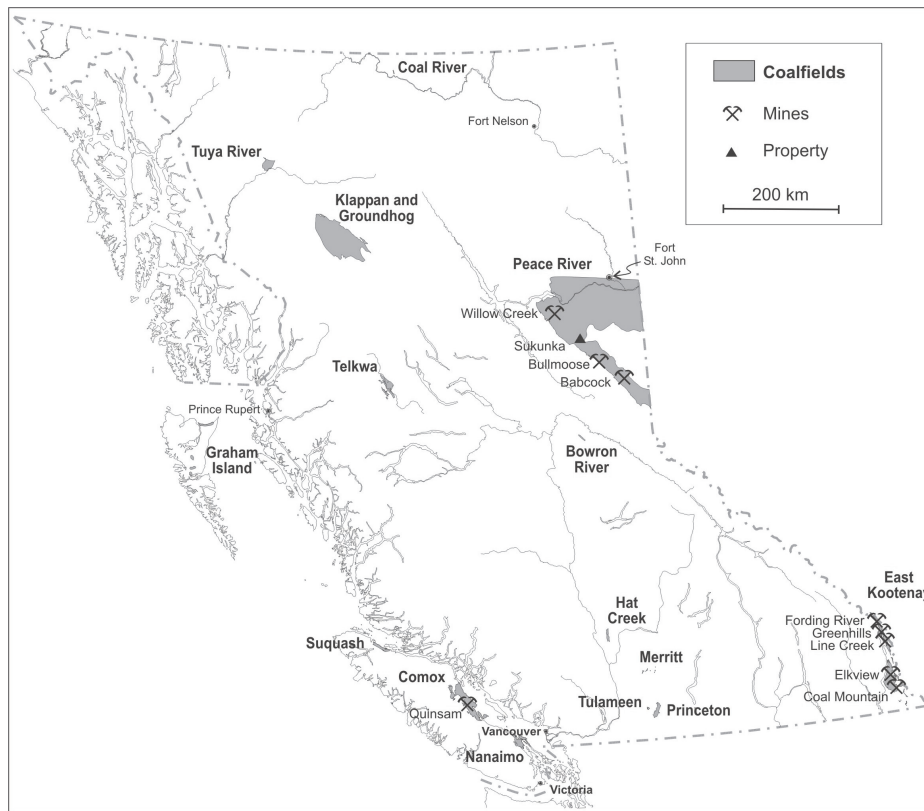 Coal River
Coalfields
Mines
Property
200 km
Fort Nelson
Tuya River
Klappan and
Groundhog
Fort
St. John
Peace River
Willow Creek
Sukunka
Bullmoose
Babcock
Telkwa
Prince Rupert
Graham
Island
Bowron
River
East
Kootenay
Fording River
Greenhills
Line Creek
Elkview
Coal Mountain
Hat
Creek
Merritt
Suquash
Comox
Quinsam
Tulameen
Princeton
Vancouver
Nanaimo
Victoria